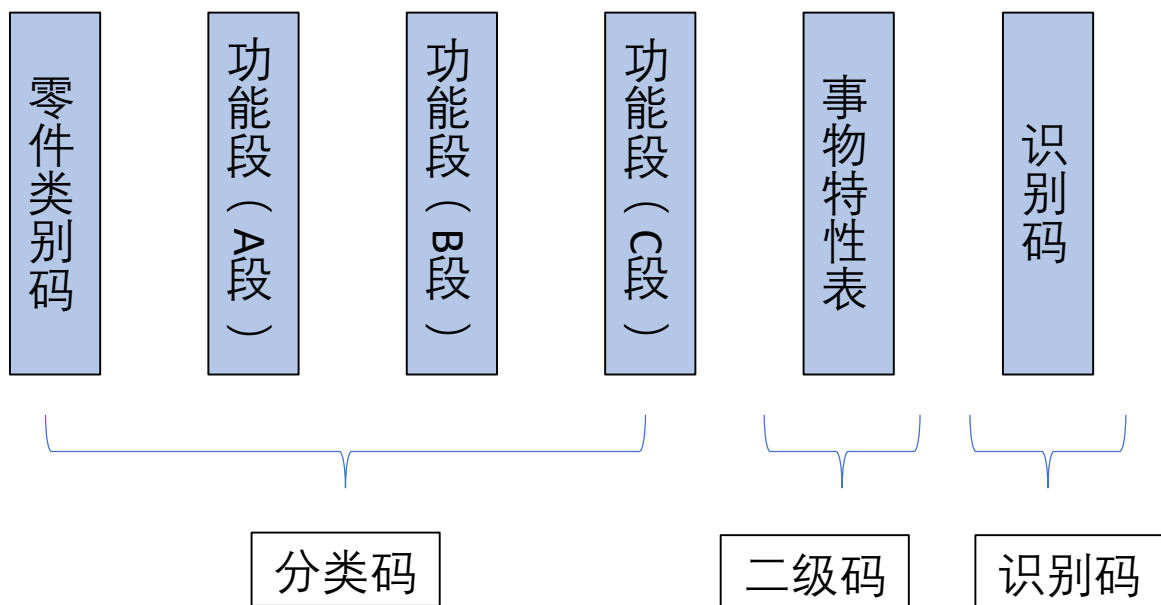 零件类别码
功能段（A段）
功能段（B段）
功能段（C段）
事物特性表
识别码
分类码
二级码
识别码